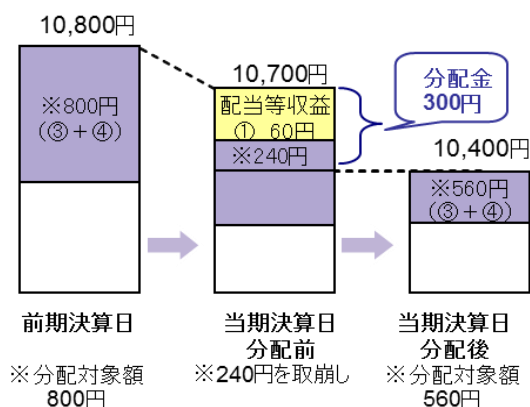 10,800円
※800円
(③+④)
前期決算日
※分配対象額
800円
10,700円
配当等収益
① 60円
※240円
当期決算日
分配前
※240円を取崩し
分配金
300円
10,400円
※560円
(③+④)
当期決算日
分配後
※分配対象額
560円